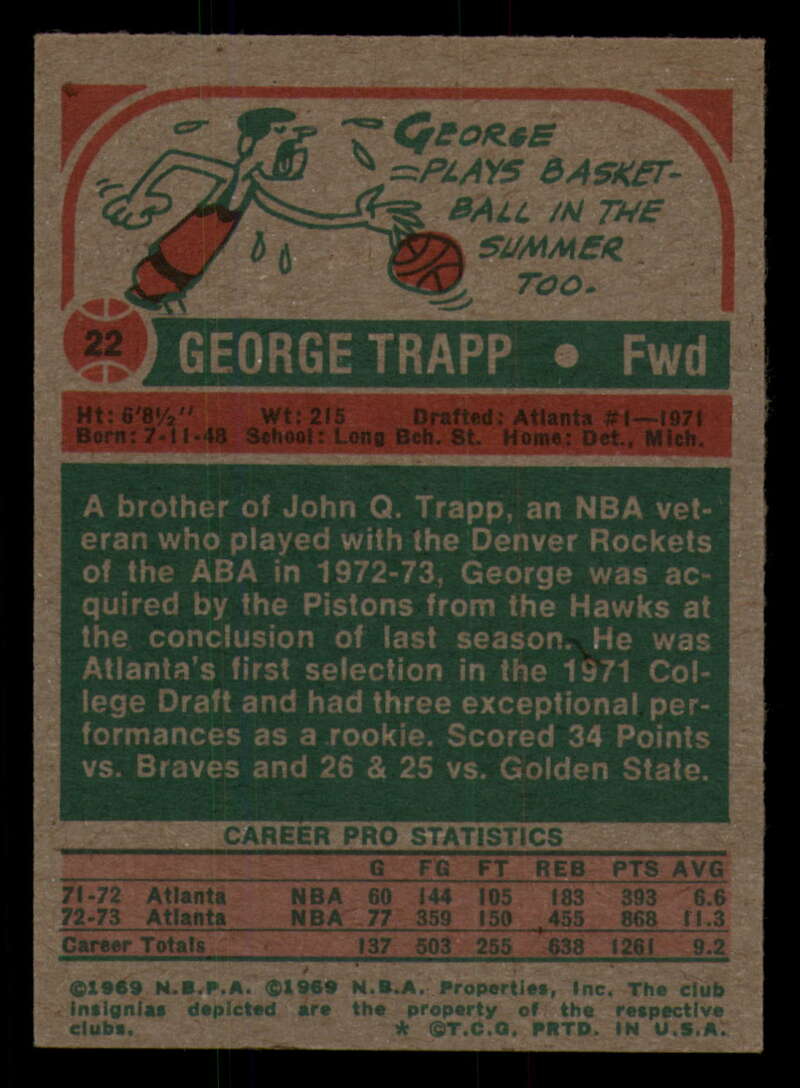 GEORGE
PLAYS BASKET-
BALL IN THE
SUMMER
TOO.
22 GEORGE TRAPP • Fwd
Ht: 6'8½" Wt: 215 Drafted: Atlanta #1—1971
Born: 7-11-48 School: Long Bch. St. Home: Det., Mich.
A brother of John Q. Trapp, an NBA vet-
eran who played with the Denver Rockets
of the ABA in 1972-73, George was ac-
quired by the Pistons from the Hawks at
the conclusion of last season. He was
Atlanta's first selection in the 1971 Col-
lege Draft and had three exceptional per-
formances as a rookie. Scored 34 Points
vs. Braves and 26 & 25 vs. Golden State.
CAREER PRO STATISTICS
G FG FT REB PTS AVG
71-72 Atlanta NBA 60 144 105 183 393 6.6
72-73 Atlanta NBA 77 359 150 455 868 11.3
Career Totals 137 503 255 638 1261 9.2
©1969 N.B.P.A. ©1969 N.B.A. Properties, Inc. The club
insignias depicted are the property of the respective
clubs. * ©T.C.G. PRTD. IN U.S.A.